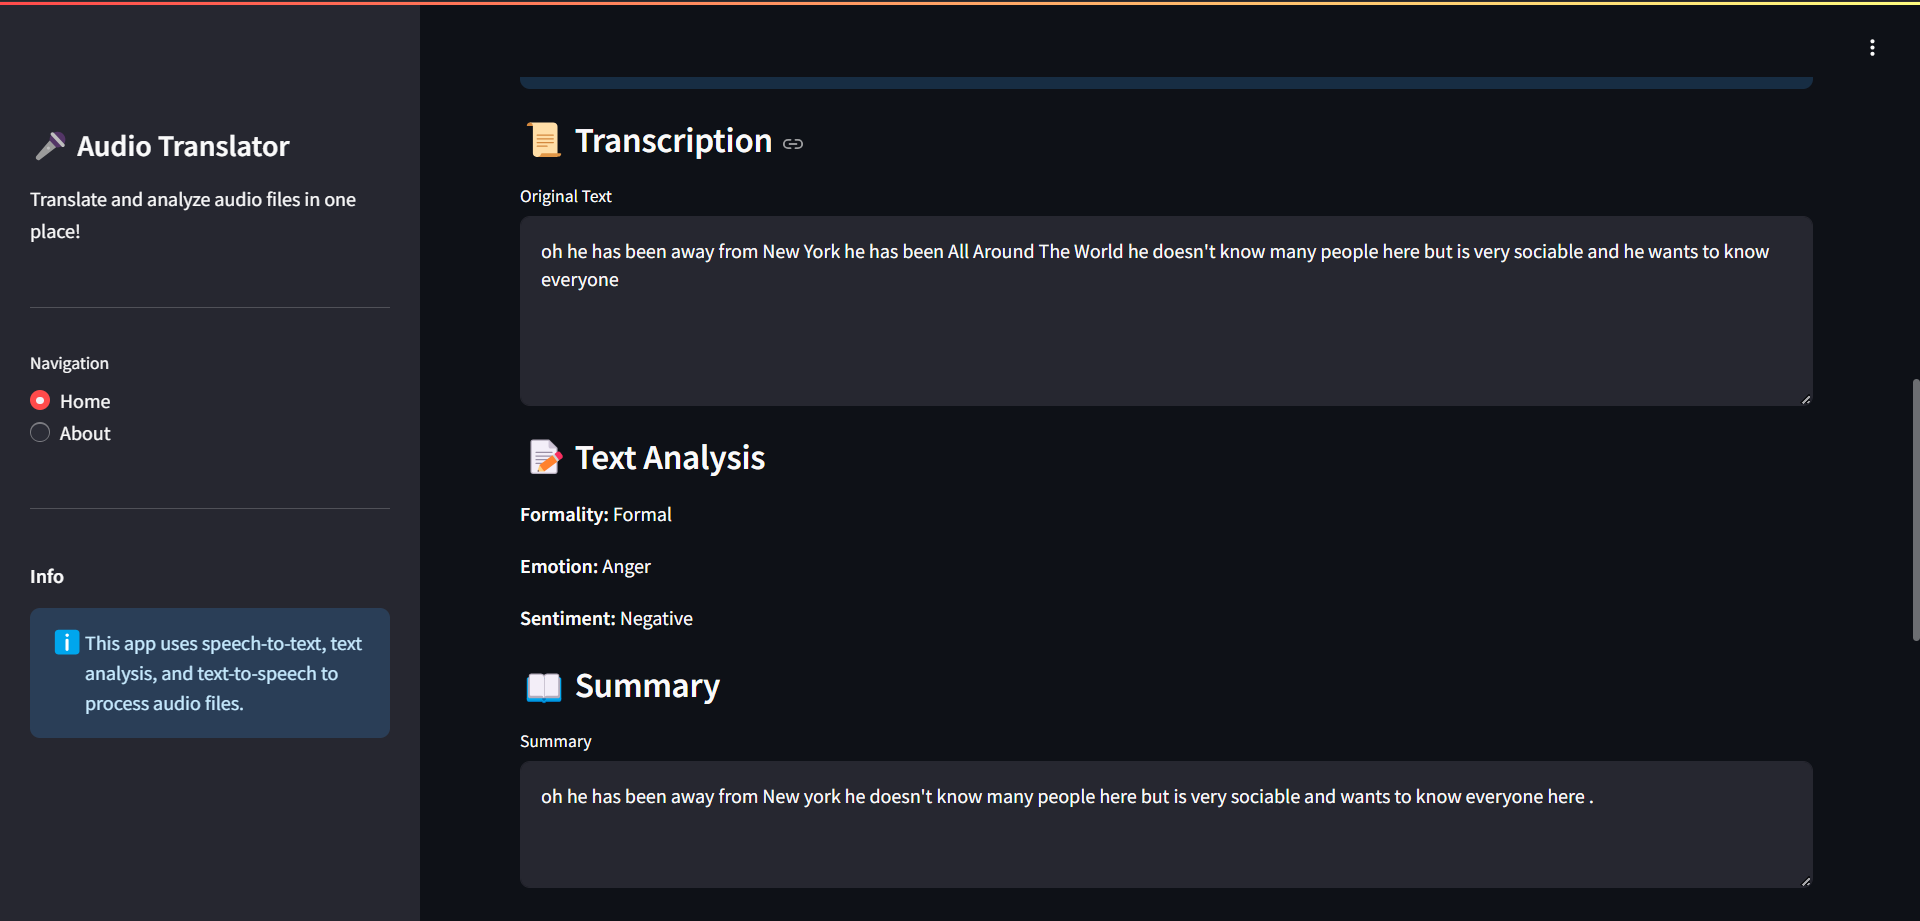 Audio Translator
Translate and analyze audio files in one
place!
Navigation
Home
About
Info
This app uses speech-to-text, text
analysis, and text-to-speech to
process audio files.
Transcription
Original Text
oh he has been away from New York he has been All Around The World he doesn't know many people here but is very sociable and he wants to know
everyone
Text Analysis
Formality: Formal
Emotion: Anger
Sentiment: Negative
Summary
Summary
oh he has been away from New york he doesn't know many people here but is very sociable and wants to know everyone here .